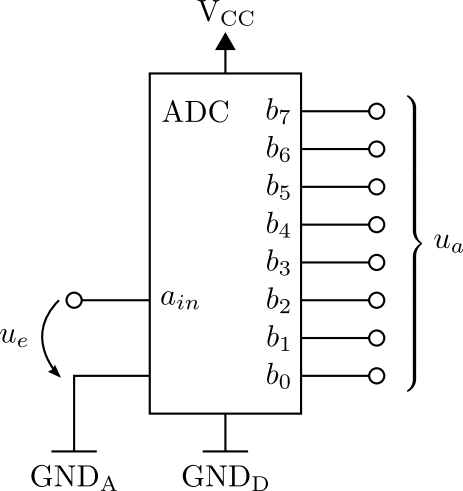 V_CC
ADC b_7
b_6
b_5
b_4
b_3
u_a
a_in b_2
u_e b_1
b_0
GND_A GND_D